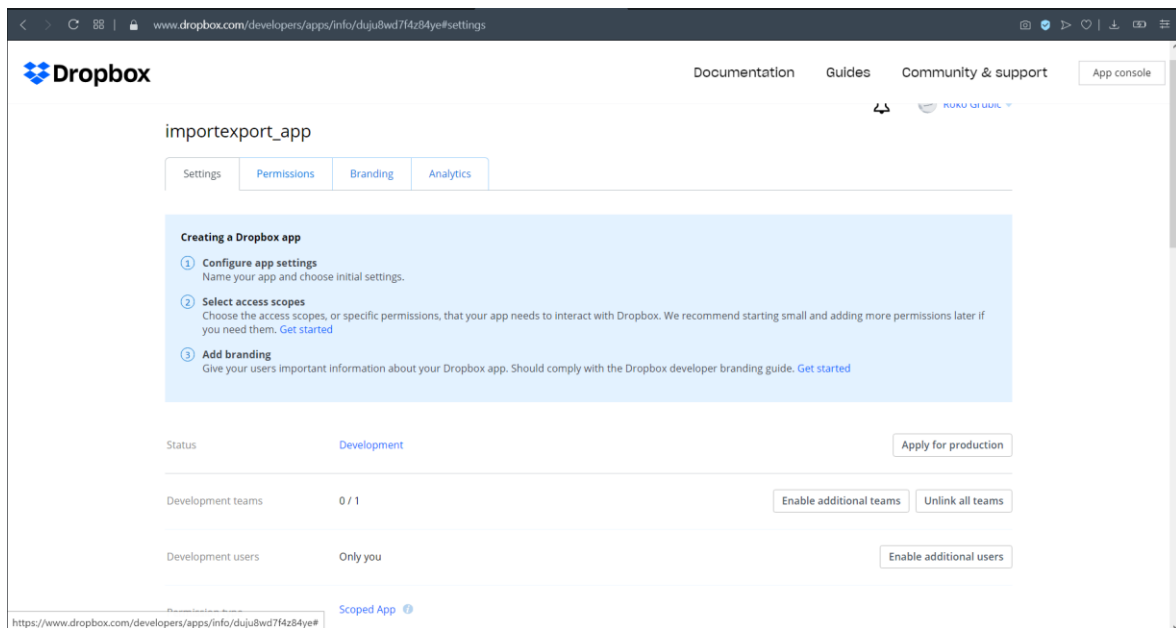 www.dropbox.com/developers/apps/info/duju8wd7f4z84ye#settings
Dropbox
Documentation Guides Community & support App console
Roko Grubic
importexport_app
Settings Permissions Branding Analytics
Creating a Dropbox app
1 Configure app settings
Name your app and choose initial settings.
2 Select access scopes
Choose the access scopes, or specific permissions, that your app needs to interact with Dropbox. We recommend starting small and adding more permissions later if
you need them. Get started
3 Add branding
Give your users important information about your Dropbox app. Should comply with the Dropbox developer branding guide. Get started
Status Development Apply for production
Development teams 0 / 1 Enable additional teams Unlink all teams
Development users Only you Enable additional users
Permission type Scoped App
https://www.dropbox.com/developers/apps/info/duju8wd7f4z84ye#